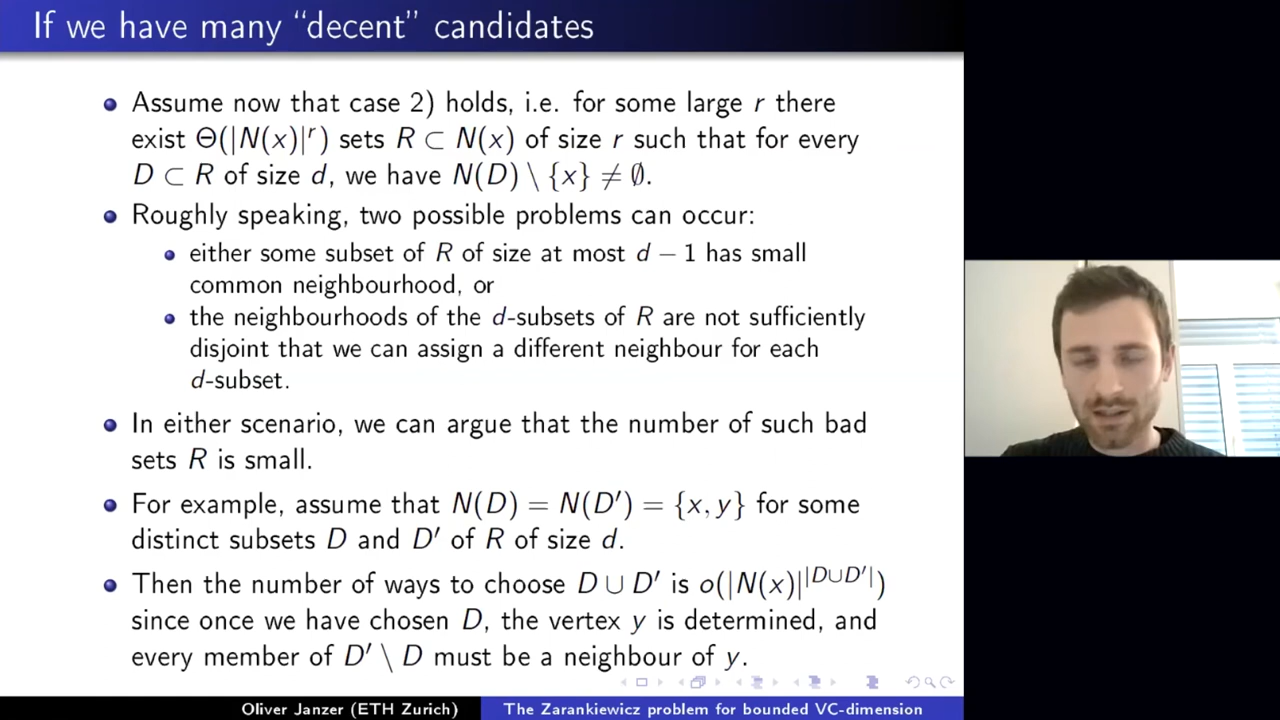 If we have many “decent” candidates
Assume now that case 2) holds, i.e. for some large r there
exist Θ(|N(x)|^r) sets R ⊂ N(x) of size r such that for every
D ⊂ R of size d, we have N(D) \ {x} ≠ ∅.
Roughly speaking, two possible problems can occur:
either some subset of R of size at most d − 1 has small
common neighbourhood, or
the neighbourhoods of the d-subsets of R are not sufficiently
disjoint that we can assign a different neighbour for each
d-subset.
In either scenario, we can argue that the number of such bad
sets R is small.
For example, assume that N(D) = N(D′) = {x, y} for some
distinct subsets D and D′ of R of size d.
Then the number of ways to choose D ∪ D′ is o(|N(x)|^|D∪D′|)
since once we have chosen D, the vertex y is determined, and
every member of D′ \ D must be a neighbour of y.
Oliver Janzer (ETH Zurich) The Zarankiewicz problem for bounded VC-dimension